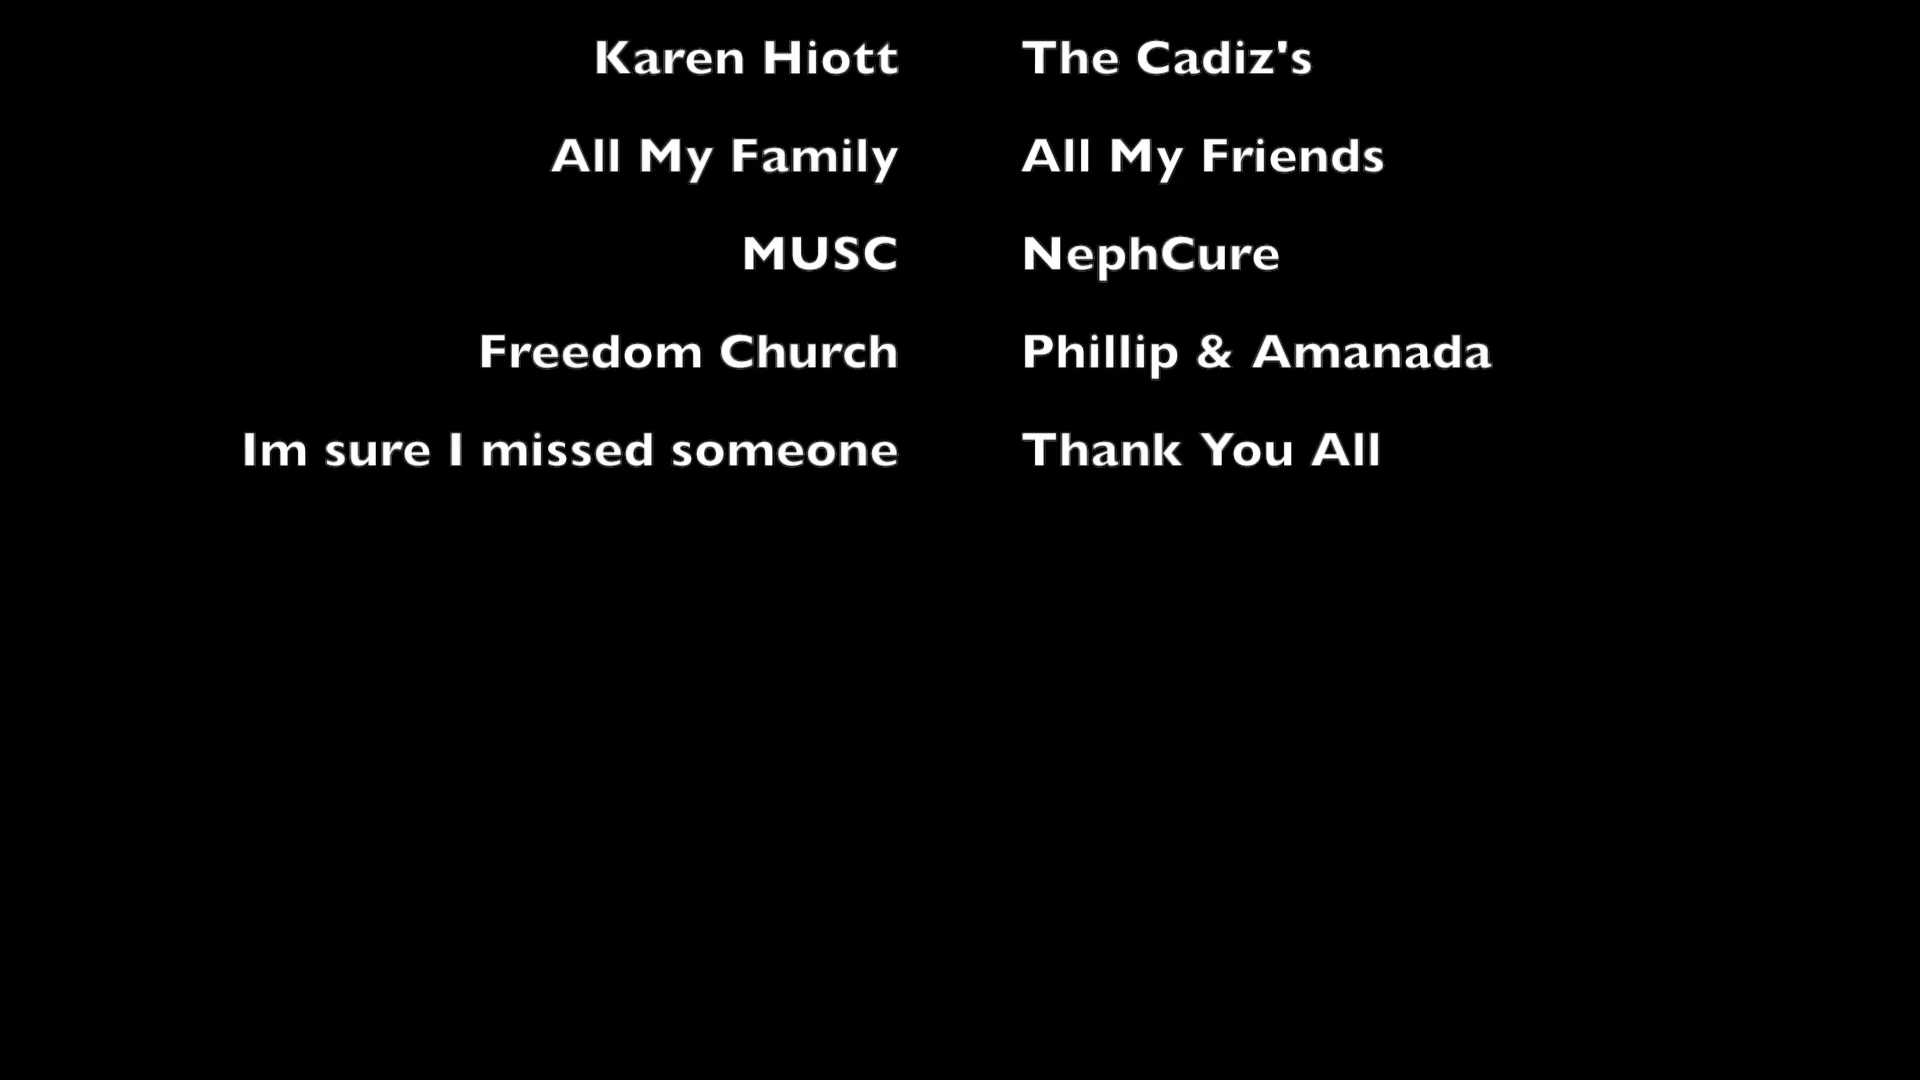 Karen Hiott The Cadiz's
All My Family All My Friends
MUSC NephCure
Freedom Church Phillip & Amanada
Im sure I missed someone Thank You All